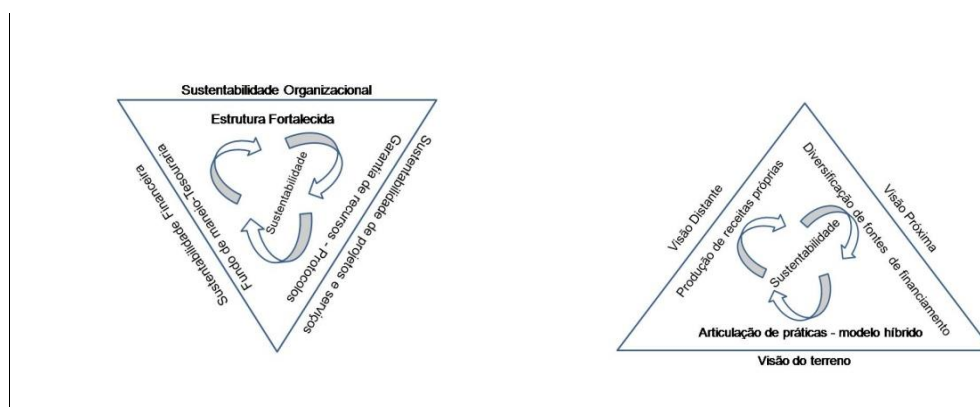 Sustentabilidade Organizacional
Estrutura Fortalecida
Sustentabilidade Financeira
Fundo de maneio-Tesouraria
Sustentabilidade
Garantia de recursos - Protocolos
Sustentabilidade de projetos e serviços
Visão Distante
Produção de receitas próprias
Sustentabilidade
Diversificação de fontes de financiamento
Visão Próxima
Articulação de práticas - modelo híbrido
Visão do terreno